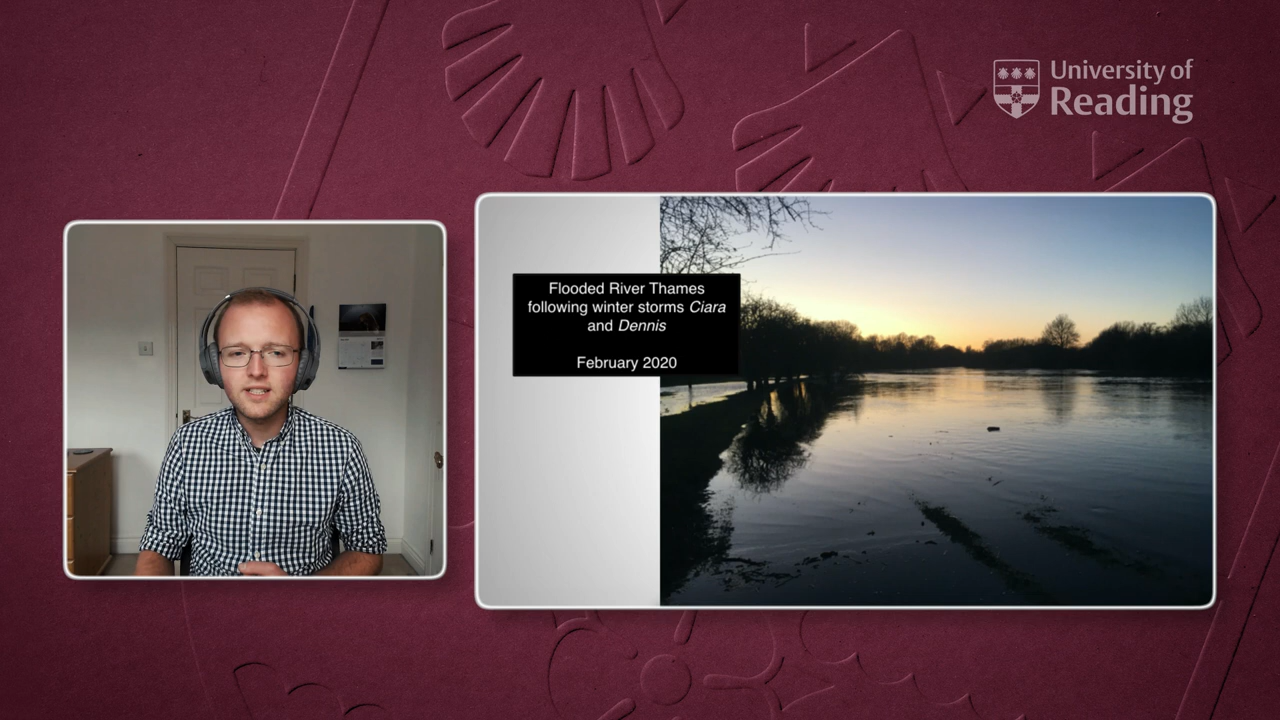 University of
Reading
Flooded River Thames
following winter storms Ciara
and Dennis
February 2020